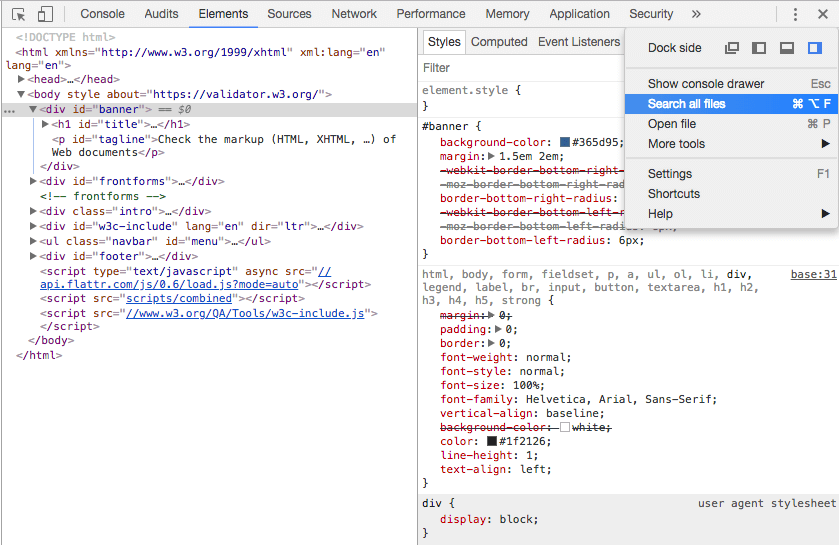 Console Audits Elements Sources Network Performance Memory Application Security »
<!DOCTYPE html>
<html xmlns="http://www.w3.org/1999/xhtml" xml:lang="en"
lang="en">
▶<head>…</head>
▼<body style about="https://validator.w3.org/">
… ▼<div id="banner"> == $0
▶<h1 id="title">…</h1>
<p id="tagline">Check the markup (HTML, XHTML, …) of
Web documents</p>
</div>
▶<div id="frontforms">…</div>
<!-- frontforms -->
▶<div class="intro">…</div>
▶<div id="w3c-include" lang="en" dir="ltr">…</div>
▶<ul class="navbar" id="menu">…</ul>
▶<div id="footer">…</div>
<script type="text/javascript" async src="//
api.flattr.com/js/0.6/load.js?mode=auto"></script>
<script src="scripts/combined"></script>
<script src="//www.w3.org/QA/Tools/w3c-include.js">
</script>
</body>
</html>
Styles Computed Event Listeners
Filter
element.style {
}
#banner {
background-color: #365d95;
margin:▶1.5em 2em;
-webkit-border-bottom-right-
-moz-border-bottom-right-rad
border-bottom-right-radius:
-webkit-border-bottom-left-r
-moz-border-bottom-left-radius:
border-bottom-left-radius: 6px;
}
html, body, form, fieldset, p, a, ul, ol, li, div, base:31
legend, label, br, input, button, textarea, h1, h2,
h3, h4, h5, strong {
margin:▶0;
padding:▶0;
border:▶0;
font-weight: normal;
font-style: normal;
font-size: 100%;
font-family: Helvetica, Arial, Sans-Serif;
vertical-align: baseline;
background-color: white;
color: #1f2126;
line-height: 1;
text-align: left;
}
div { user agent stylesheet
display: block;
}
Dock side
Show console drawer Esc
Search all files ⌘ ⌥ F
Open file ⌘ P
More tools ▶
Settings F1
Shortcuts
Help ▶